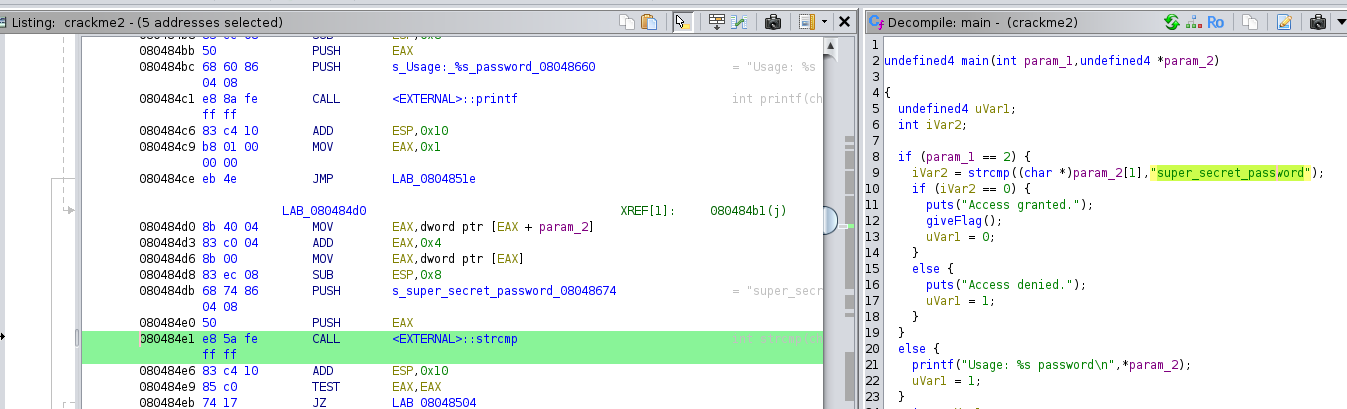 Listing: crackme2 - (5 addresses selected)
080484bb 50 PUSH EAX
080484bc 68 60 86 PUSH s_Usage:_%s_password_08048660 = "Usage: %s
04 08
080484c1 e8 8a fe CALL <EXTERNAL>::printf int printf(ch
ff ff
080484c6 83 c4 10 ADD ESP,0x10
080484c9 b8 01 00 MOV EAX,0x1
00 00
080484ce eb 4e JMP LAB_0804851e
LAB_080484d0 XREF[1]: 080484b1(j)
080484d0 8b 40 04 MOV EAX,dword ptr [EAX + param_2]
080484d3 83 c0 04 ADD EAX,0x4
080484d6 8b 00 MOV EAX,dword ptr [EAX]
080484d8 83 ec 08 SUB ESP,0x8
080484db 68 74 86 PUSH s_super_secret_password_08048674 = "super_secr
04 08
080484e0 50 PUSH EAX
080484e1 e8 5a fe CALL <EXTERNAL>::strcmp int strcmp(ch
ff ff
080484e6 83 c4 10 ADD ESP,0x10
080484e9 85 c0 TEST EAX,EAX
080484eb 74 17 JZ LAB_08048504
Decompile: main - (crackme2)
Ro
1
2 undefined4 main(int param_1,undefined4 *param_2)
3
4 {
5 undefined4 uVar1;
6 int iVar2;
7
8 if (param_1 == 2) {
9 iVar2 = strcmp((char *)param_2[1],"super_secret_password");
10 if (iVar2 == 0) {
11 puts("Access granted.");
12 giveFlag();
13 uVar1 = 0;
14 }
15 else {
16 puts("Access denied.");
17 uVar1 = 1;
18 }
19 }
20 else {
21 printf("Usage: %s password\n",*param_2);
22 uVar1 = 1;
23 }